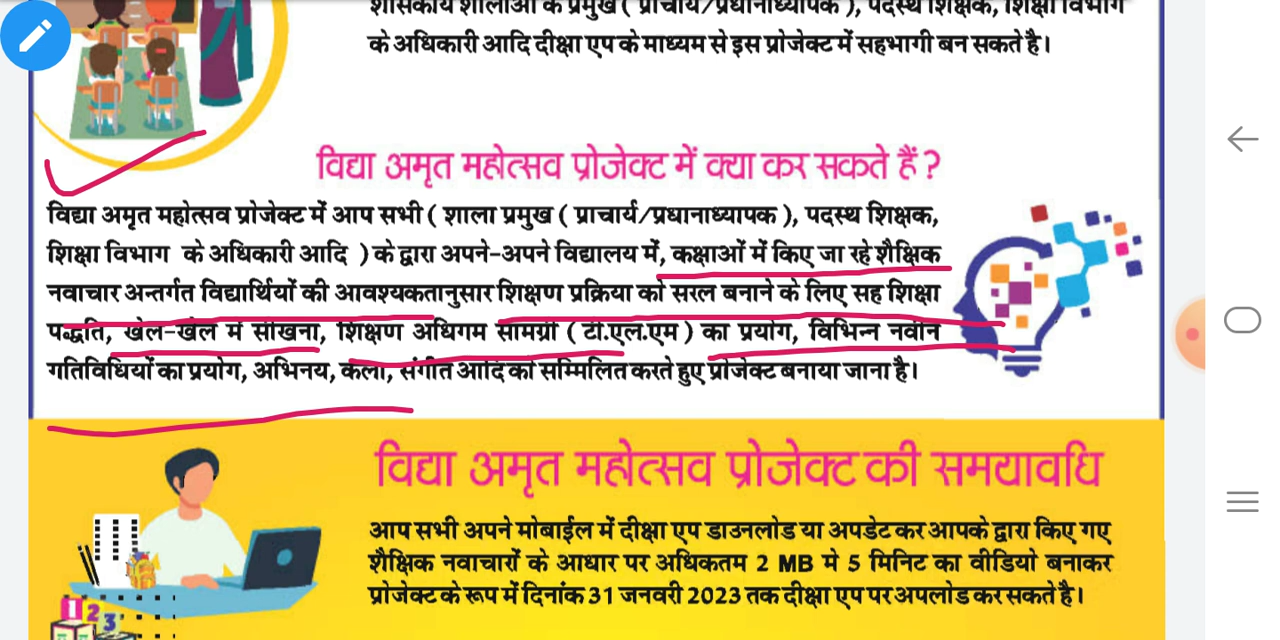 शासकीय शालाओं के प्रमुख ( प्राचार्य/प्रधानाध्यापक ), पदस्थ शिक्षक, शिक्षा विभाग
के अधिकारी आदि दीक्षा एप के माध्यम से इस प्रोजेक्ट में सहभागी बन सकते है।
विद्या अमृत महोत्सव प्रोजेक्ट में क्या कर सकते हैं ?
विद्या अमृत महोत्सव प्रोजेक्ट में आप सभी ( शाला प्रमुख ( प्राचार्य/प्रधानाध्यापक ), पदस्थ शिक्षक,
शिक्षा विभाग के अधिकारी आदि ) के द्वारा अपने-अपने विद्यालय में, कक्षाओं में किए जा रहे शैक्षिक
नवाचार अन्तर्गत विद्यार्थियों की आवश्यकतानुसार शिक्षण प्रक्रिया को सरल बनाने के लिए सह शिक्षा
पद्धति, खेल-खेल में सीखना, शिक्षण अधिगम सामग्री ( टी.एल.एम ) का प्रयोग, विभिन्न नवीन
गतिविधियों का प्रयोग, अभिनय, कला, संगीत आदि को सम्मिलित करते हुए प्रोजेक्ट बनाया जाना है।
विद्या अमृत महोत्सव प्रोजेक्ट की समयावधि
आप सभी अपने मोबाईल में दीक्षा एप डाउनलोड या अपडेट कर आपके द्वारा किए गए
शैक्षिक नवाचारों के आधार पर अधिकतम 2 MB मे 5 मिनिट का वीडियो बनाकर
प्रोजेक्ट के रूप में दिनांक 31 जनवरी 2023 तक दीक्षा एप पर अपलोड कर सकते है।
1 2 3